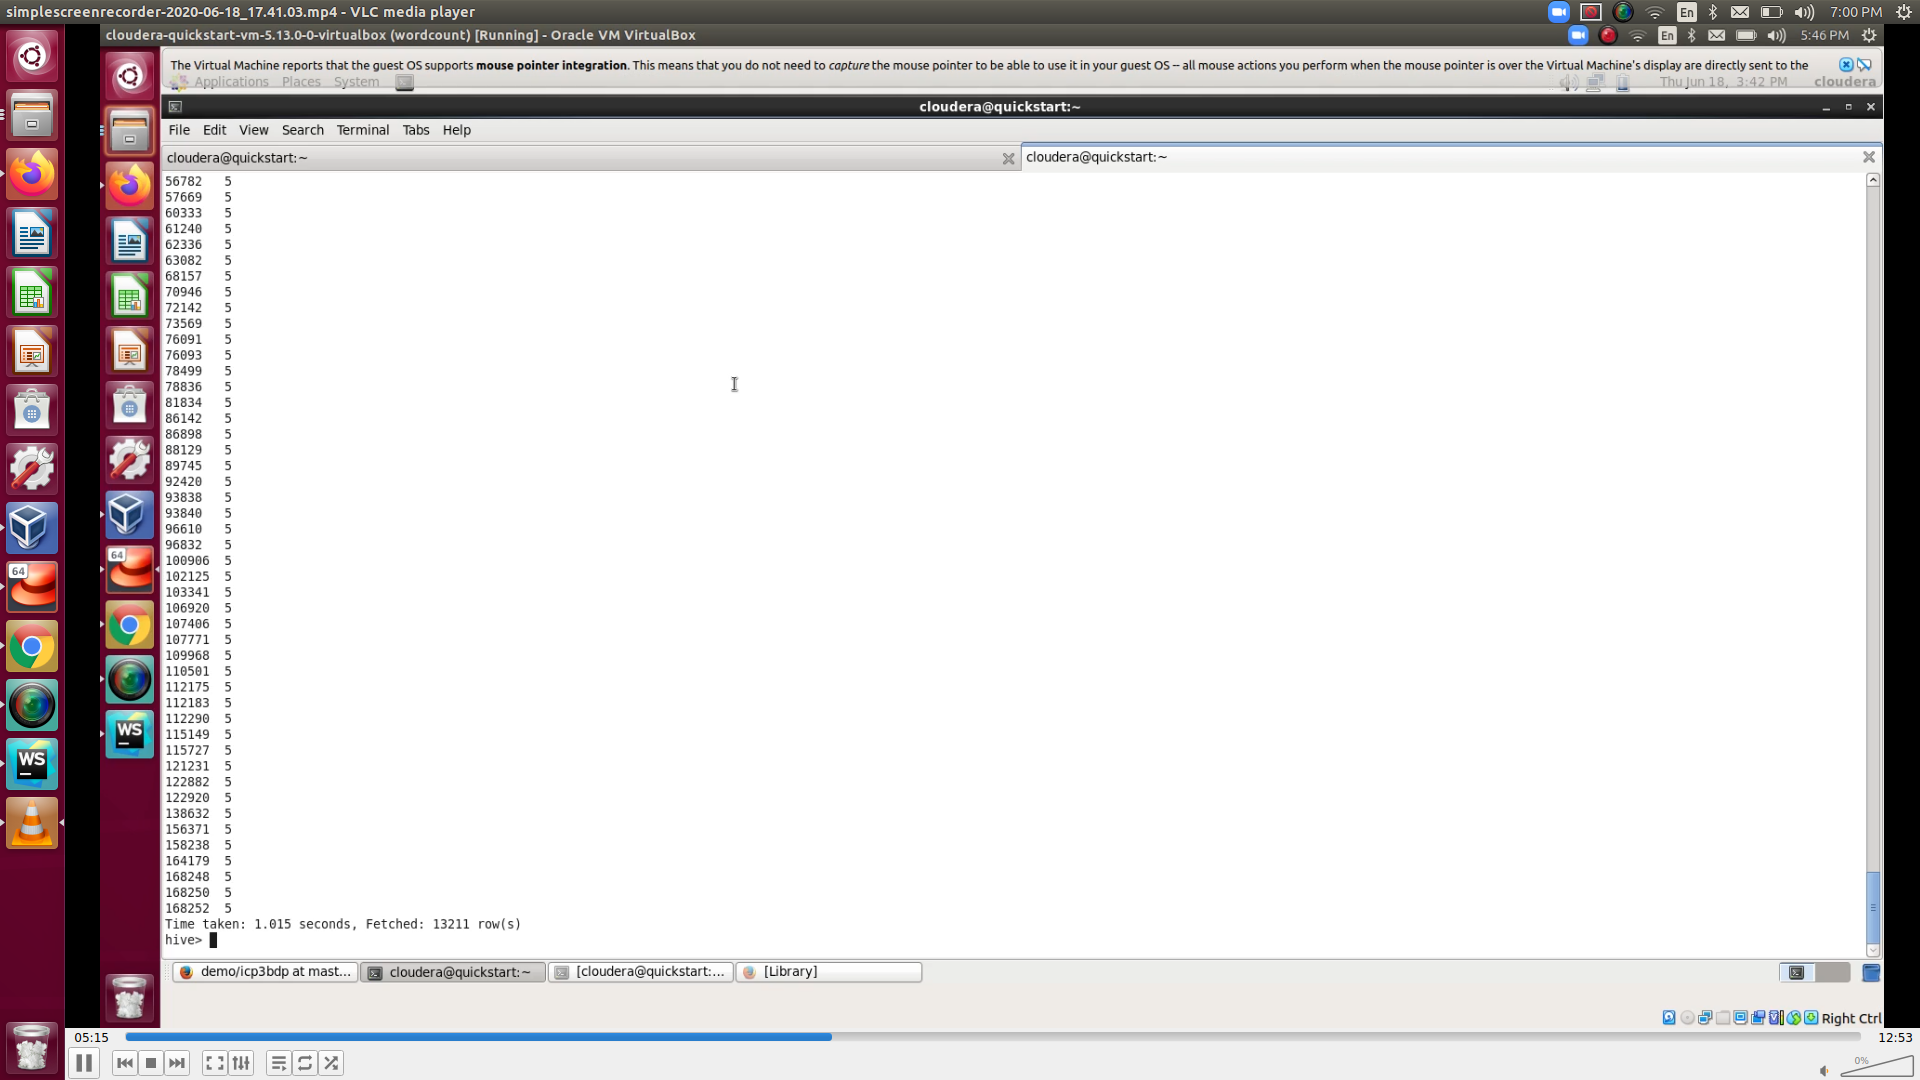 simplescreenrecorder-2020-06-18_17.41.03.mp4 - VLC media player
En
7:00 PM
cloudera-quickstart-vm-5.13.0-0-virtualbox (wordcount) [Running] - Oracle VM VirtualBox
En
5:46 PM
The Virtual Machine reports that the guest OS supports mouse pointer integration. This means that you do not need to capture the mouse pointer to be able to use it in your guest OS – all mouse actions you perform when the mouse pointer is over the Virtual Machine's display are directly sent to the
Applications Places System
Thu Jun 18, 3:42 PM cloudera
cloudera@quickstart:~
File Edit View Search Terminal Tabs Help
cloudera@quickstart:~
cloudera@quickstart:~
56782 5
57669 5
60333 5
61240 5
62336 5
63082 5
68157 5
70946 5
72142 5
73569 5
76091 5
76093 5
78499 5
78836 5
81834 5
86142 5
86898 5
88129 5
89745 5
92420 5
93838 5
93840 5
96610 5
96832 5
100906 5
102125 5
103341 5
106920 5
107406 5
107771 5
109968 5
110501 5
112175 5
112183 5
112290 5
115149 5
115727 5
121231 5
122882 5
122920 5
138632 5
156371 5
158238 5
164179 5
168248 5
168250 5
168252 5
Time taken: 1.015 seconds, Fetched: 13211 row(s)
hive>
64
64
WS
WS
demo/icp3bdp at mast...
cloudera@quickstart:~
[cloudera@quickstart:...
[Library]
Right Ctrl
05:15
12:53
0%